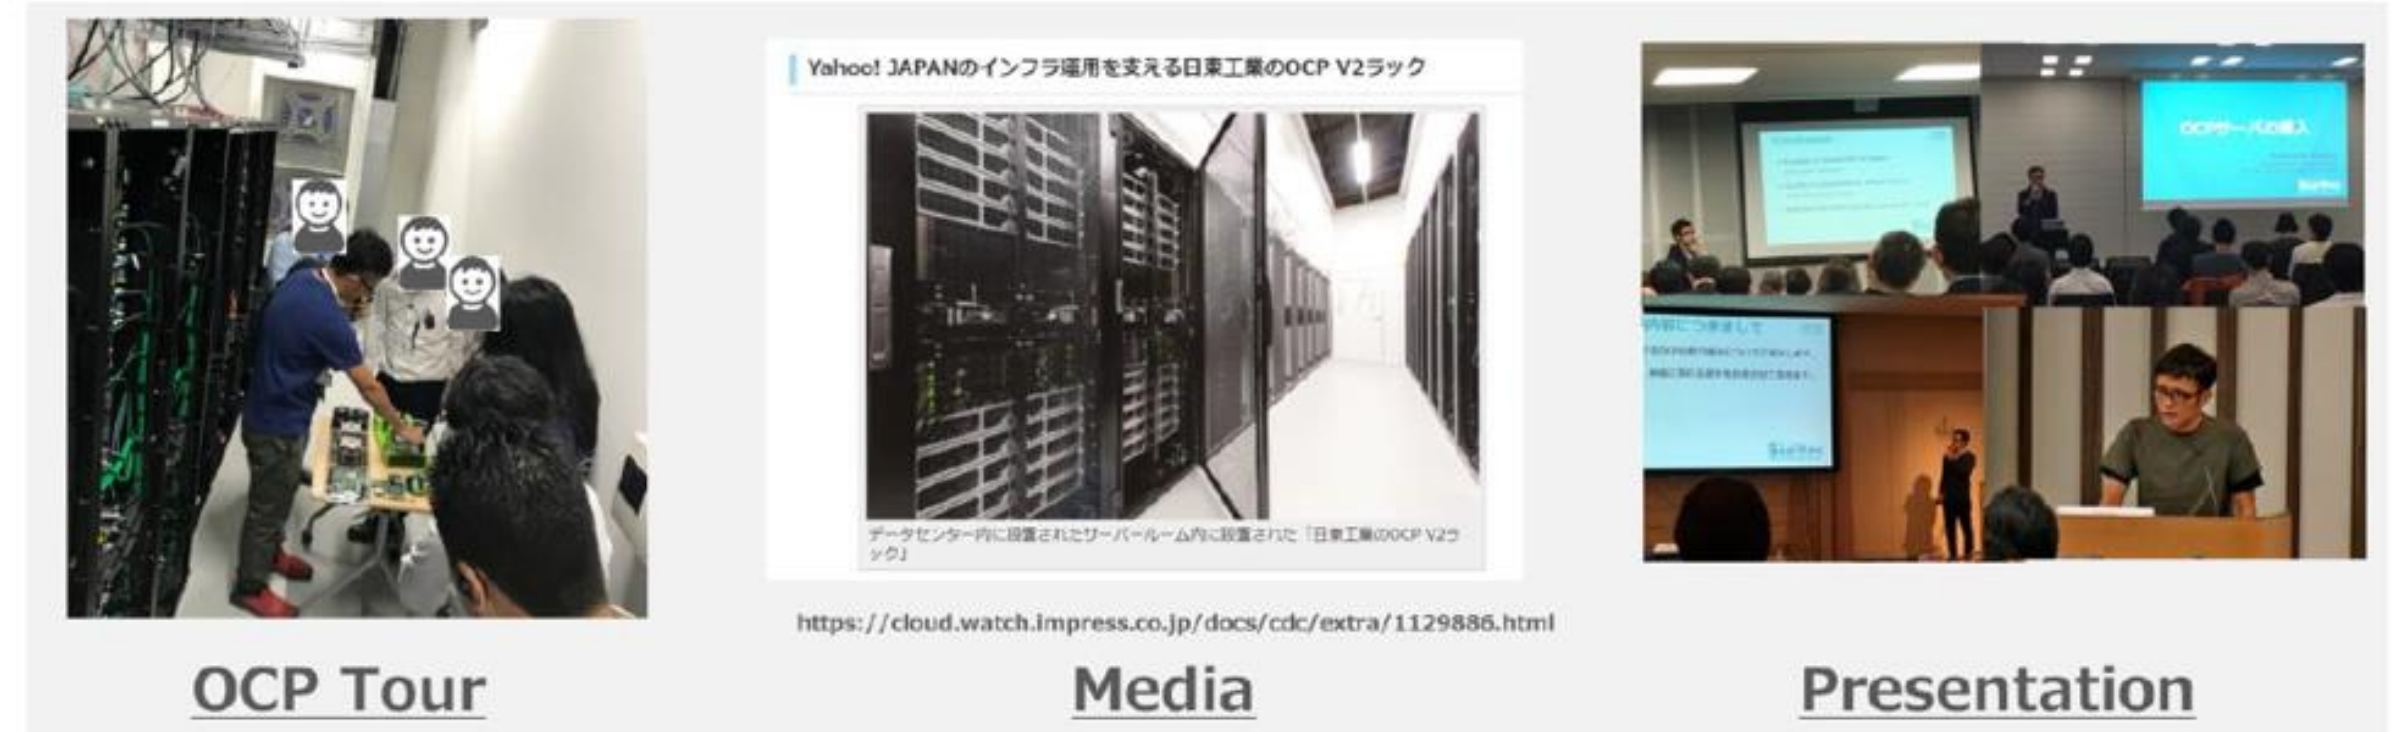 Yahoo! JAPANのインフラ運用を支える日東工業のOCP V2ラック
OCPサーバの導入
データセンター内に設置されたサーバールーム内に設置された「日東工業のOCP V2ラ
ック」
https://cloud.watch.impress.co.jp/docs/cdc/extra/1129886.html
OCP Tour
Media
Presentation